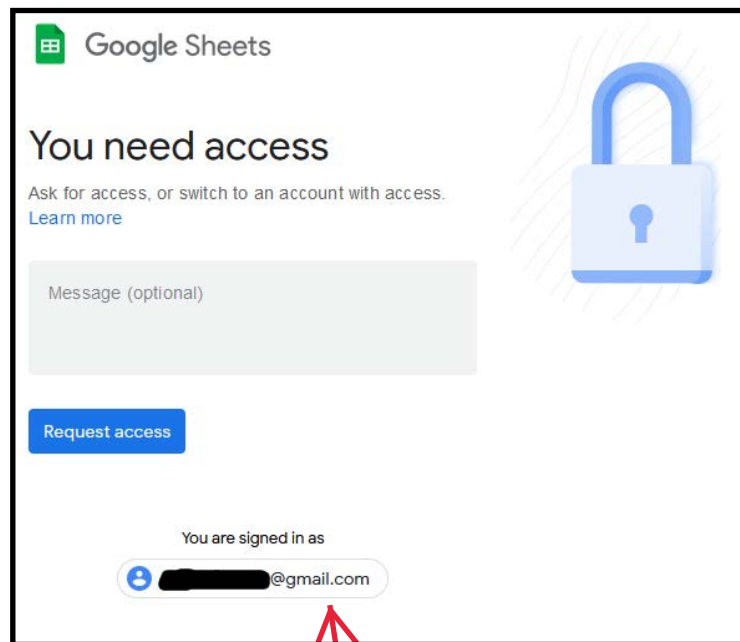 Google Sheets
You need access
Ask for access, or switch to an account with access.
Learn more
Message (optional)
Request access
You are signed in as
@gmail.com